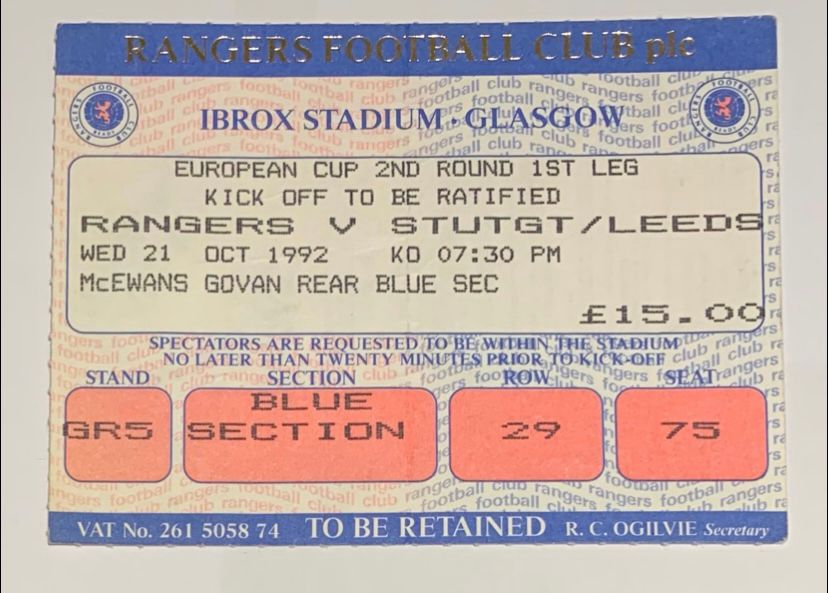 RANGERS FOOTBALL CLUB plc
IBROX STADIUM · GLASGOW
EUROPEAN CUP 2ND ROUND 1ST LEG
KICK OFF TO BE RATIFIED
RANGERS V STUTGT/LEEDS
WED 21 OCT 1992 KO 07:30 PM
McEWANS GOVAN REAR BLUE SEC
£15.00
SPECTATORS ARE REQUESTED TO BE WITHIN THE STADIUM
NO LATER THAN TWENTY MINUTES PRIOR TO KICK-OFF
STAND SECTION ROW SEAT
BLUE
GR5 SECTION 29 75
VAT No. 261 5058 74 TO BE RETAINED R. C. OGILVIE Secretary